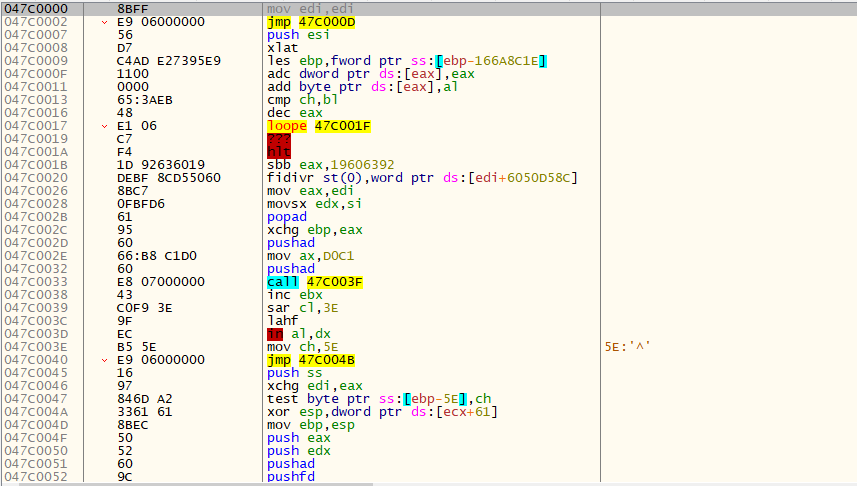 047C0000 8BFF mov edi,edi
047C0002 E9 06000000 jmp 47C000D
047C0007 56 push esi
047C0008 D7 xlat
047C0009 C4AD E27395E9 les ebp,fword ptr ss:[ebp-166A8C1E]
047C000F 1100 adc dword ptr ds:[eax],eax
047C0011 0000 add byte ptr ds:[eax],al
047C0013 65:3AEB cmp ch,bl
047C0016 48 dec eax
047C0017 E1 06 loope 47C001F
047C0019 C7 ???
047C001A F4 hlt
047C001B 1D 92636019 sbb eax,19606392
047C0020 DEBF 8CD55060 fidivr st(0),word ptr ds:[edi+6050D58C]
047C0026 8BC7 mov eax,edi
047C0028 0FBFD6 movsx edx,si
047C002B 61 popad
047C002C 95 xchg ebp,eax
047C002D 60 pushad
047C002E 66:B8 C1D0 mov ax,D0C1
047C0032 60 pushad
047C0033 E8 07000000 call 47C003F
047C0038 43 inc ebx
047C0039 C0F9 3E sar cl,3E
047C003C 9F lahf
047C003D EC in al,dx
047C003E B5 5E mov ch,5E 5E:'^'
047C0040 E9 06000000 jmp 47C004B
047C0045 16 push ss
047C0046 97 xchg edi,eax
047C0047 846D A2 test byte ptr ss:[ebp-5E],ch
047C004A 3361 61 xor esp,dword ptr ds:[ecx+61]
047C004D 8BEC mov ebp,esp
047C004F 50 push eax
047C0050 52 push edx
047C0051 60 pushad
047C0052 9C pushfd